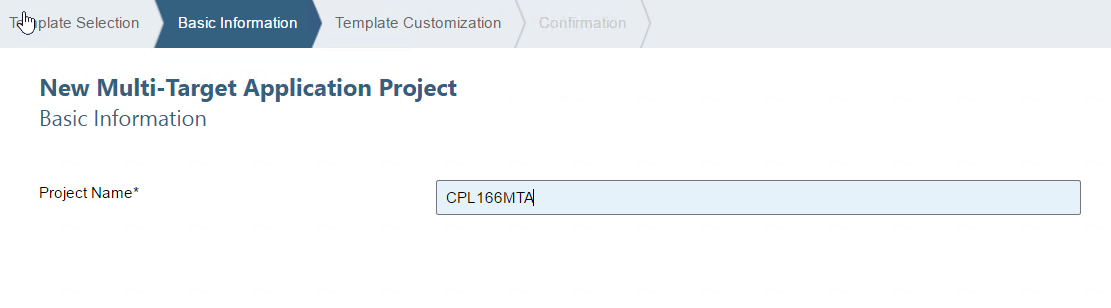 Template Selection
Basic Information
Template Customization
Confirmation
New Multi-Target Application Project
Basic Information
Project Name*
CPL166MTA